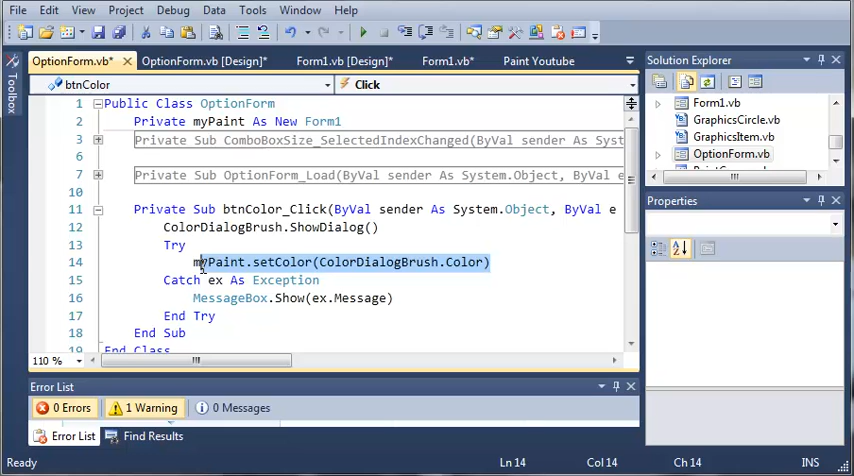 View Project Debug Data Tools Window Help
File Edit
OptionForm.vb* OptionForm.vb [Design]* Form1.vb [Design]* Form1.vb* Paint Youtube
Toolbox
btnColor Click
1 Public Class OptionForm
2 Private myPaint As New Form1
3 Private Sub ComboBoxSize_SelectedIndexChanged(ByVal sender As Syst
7 Private Sub OptionForm_Load(ByVal sender As System.Object, ByVal e
10
11 Private Sub btnColor_Click(ByVal sender As System.Object, ByVal e
12 ColorDialogBrush.ShowDialog()
13 Try
14 myPaint.setColor(ColorDialogBrush.Color)
15 Catch ex As Exception
16 MessageBox.Show(ex.Message)
17 End Try
18 End Sub
19 End Class
110 %
Solution Explorer
Form1.vb
GraphicsCircle.vb
GraphicsItem.vb
OptionForm.vb
Properties
Error List
0 Errors 1 Warning 0 Messages
Error List Find Results
Ready Ln 14 Col 14 Ch 14 INS